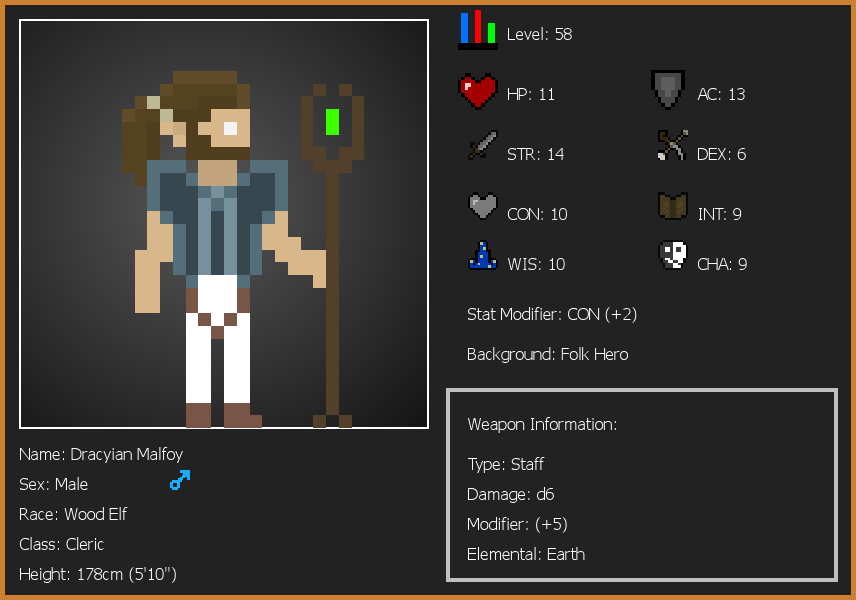 Level: 58
HP: 11
AC: 13
STR: 14
DEX: 6
CON: 10
INT: 9
WIS: 10
CHA: 9
Stat Modifier: CON (+2)
Background: Folk Hero
Weapon Information:
Type: Staff
Damage: d6
Modifier: (+5)
Elemental: Earth
Name: Dracyian Malfoy
Sex: Male
Race: Wood Elf
Class: Cleric
Height: 178cm (5'10")